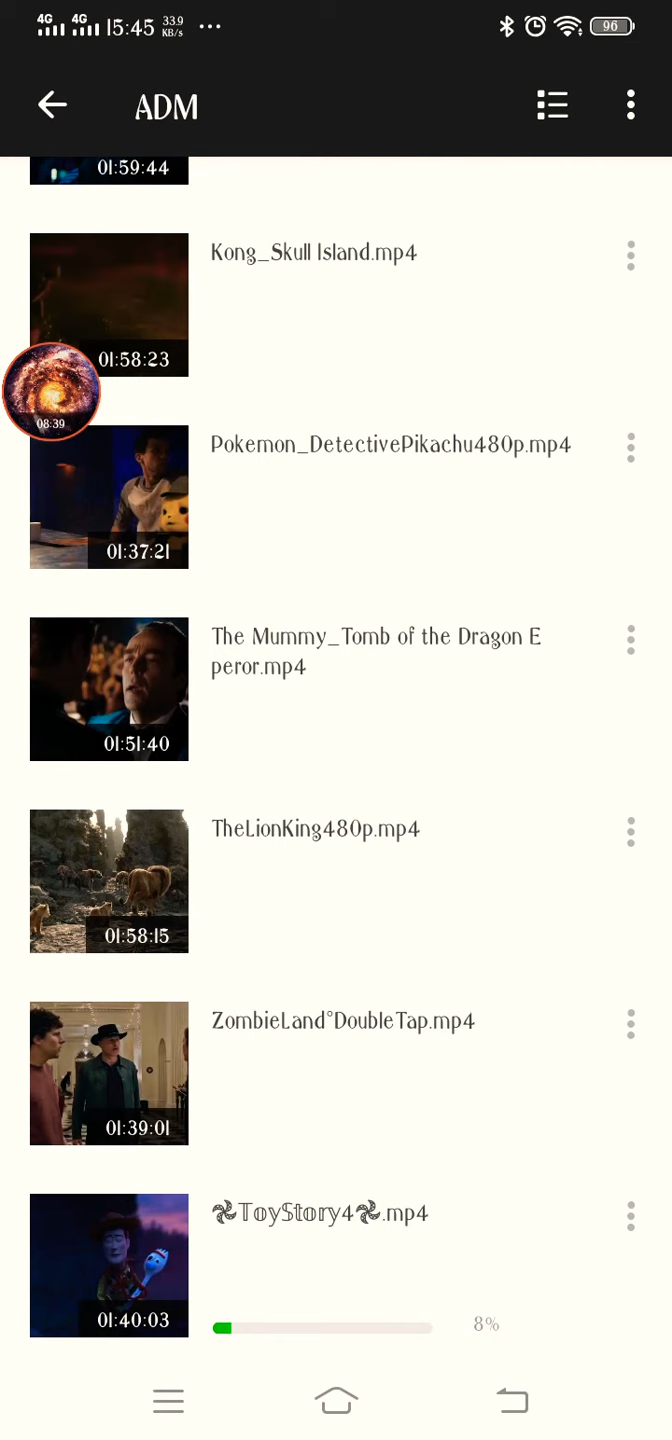 4G 4G 15:45 33.9 KB/s ... 96
ADM
01:59:44
Kong_Skull Island.mp4
01:58:23
08:39
Pokemon_DetectivePikachu480p.mp4
01:37:21
The Mummy_Tomb of the Dragon E
peror.mp4
01:51:40
TheLionKing480p.mp4
01:58:15
ZombieLand°DoubleTap.mp4
01:39:01
࿋𝕋𝕠𝕪𝕊𝕥𝕠𝕣𝕪4࿋.mp4
01:40:03
8%